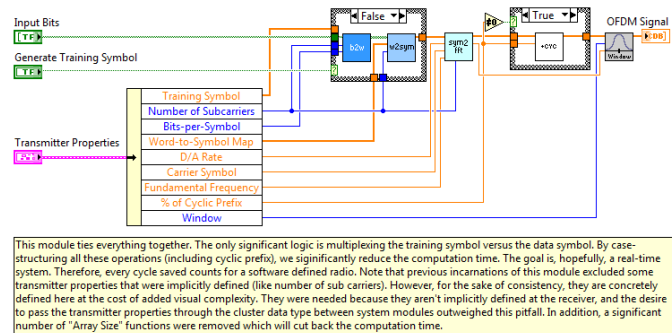 Input Bits
TF
Generate Training Symbol
TF
False
b2w
w2sym
sym2
fft
≠0
True
+cyc
OFDM Signal
Window
Transmitter Properties
Training Symbol
Number of Subcarriers
Bits-per-Symbol
Word-to-Symbol Map
D/A Rate
Carrier Symbol
Fundamental Frequency
% of Cyclic Prefix
Window
This module ties everything together. The only significant logic is multiplexing the training symbol versus the data symbol. By case-
structuring all these operations (including cyclic prefix), we siginificantly reduce the computation time. The goal is, hopefully, a real-time
system. Therefore, every cycle saved counts for a software defined radio. Note that previous incarnations of this module excluded some
transmitter properties that were implicitly defined (like number of sub carriers). However, for the sake of consistency, they are concretely
defined here at the cost of added visual complexity. They were needed because they aren't implicitly defined at the receiver, and the desire
to pass the transmitter properties through the cluster data type between system modules outweighed this pitfall. In addition, a significant
number of "Array Size" functions were removed which will cut back the computation time.